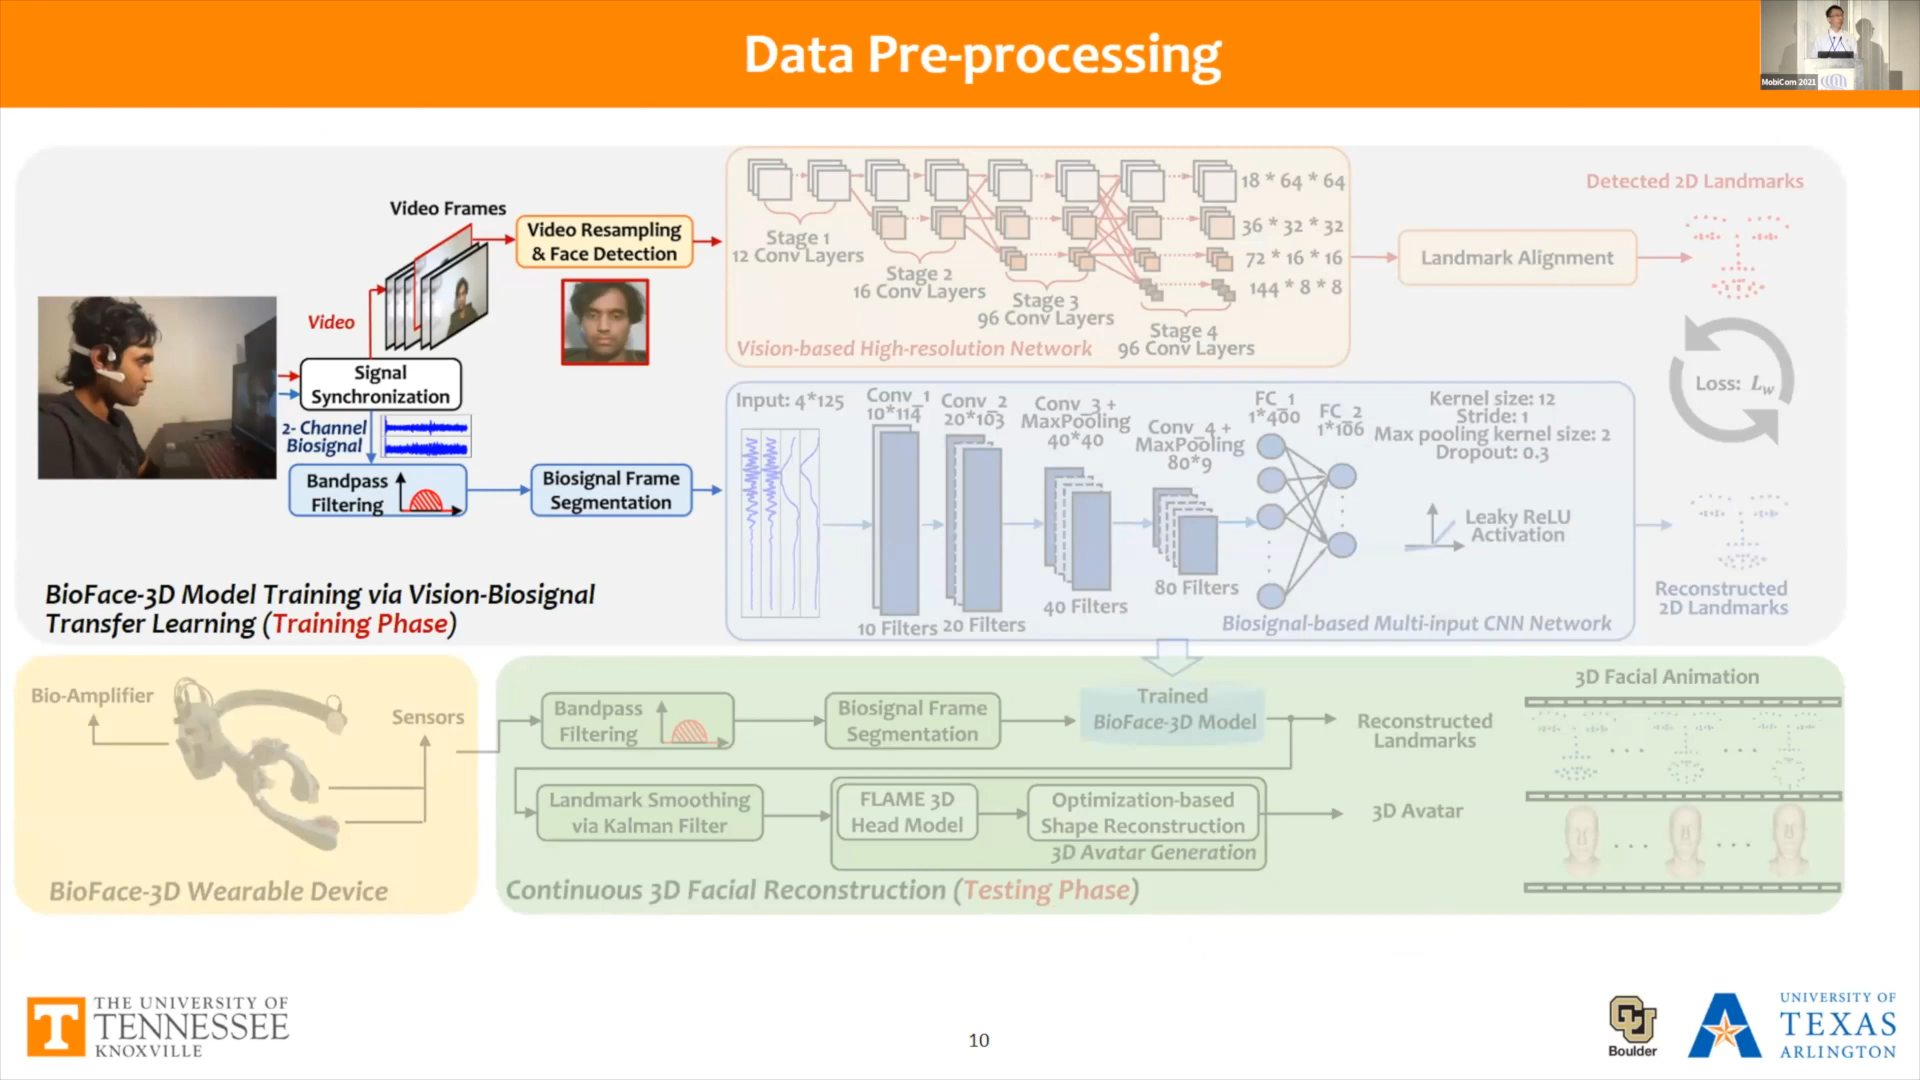 Data Pre-processing
MobiCom 2021
Video Frames
Video Resampling
& Face Detection
Video
Signal
Synchronization
2- Channel
Biosignal
Bandpass
Filtering
Biosignal Frame
Segmentation
BioFace-3D Model Training via Vision-Biosignal
Transfer Learning (Training Phase)
Stage 1
12 Conv Layers
Stage 2
16 Conv Layers
Stage 3
96 Conv Layers
Stage 4
96 Conv Layers
18 * 64 * 64
36 * 32 * 32
72 * 16 * 16
144 * 8 * 8
Vision-based High-resolution Network
Landmark Alignment
Detected 2D Landmarks
Loss: Lw
Input: 4*125
Conv_1
10*114
Conv_2
20*103
Conv_3 +
MaxPooling
40*40
Conv_4 +
MaxPooling
80*9
FC_1
1*400
FC_2
1*106
Kernel size: 12
Stride: 1
Max pooling kernel size: 2
Dropout: 0.3
Leaky ReLU
Activation
10 Filters
20 Filters
40 Filters
80 Filters
Biosignal-based Multi-input CNN Network
Reconstructed
2D Landmarks
Bio-Amplifier
Sensors
BioFace-3D Wearable Device
Bandpass
Filtering
Biosignal Frame
Segmentation
Trained
BioFace-3D Model
Reconstructed
Landmarks
3D Facial Animation
Landmark Smoothing
via Kalman Filter
FLAME 3D
Head Model
Optimization-based
Shape Reconstruction
3D Avatar Generation
3D Avatar
Continuous 3D Facial Reconstruction (Testing Phase)
T
THE UNIVERSITY OF
TENNESSEE
KNOXVILLE
10
CU
Boulder
A
UNIVERSITY OF
TEXAS
ARLINGTON